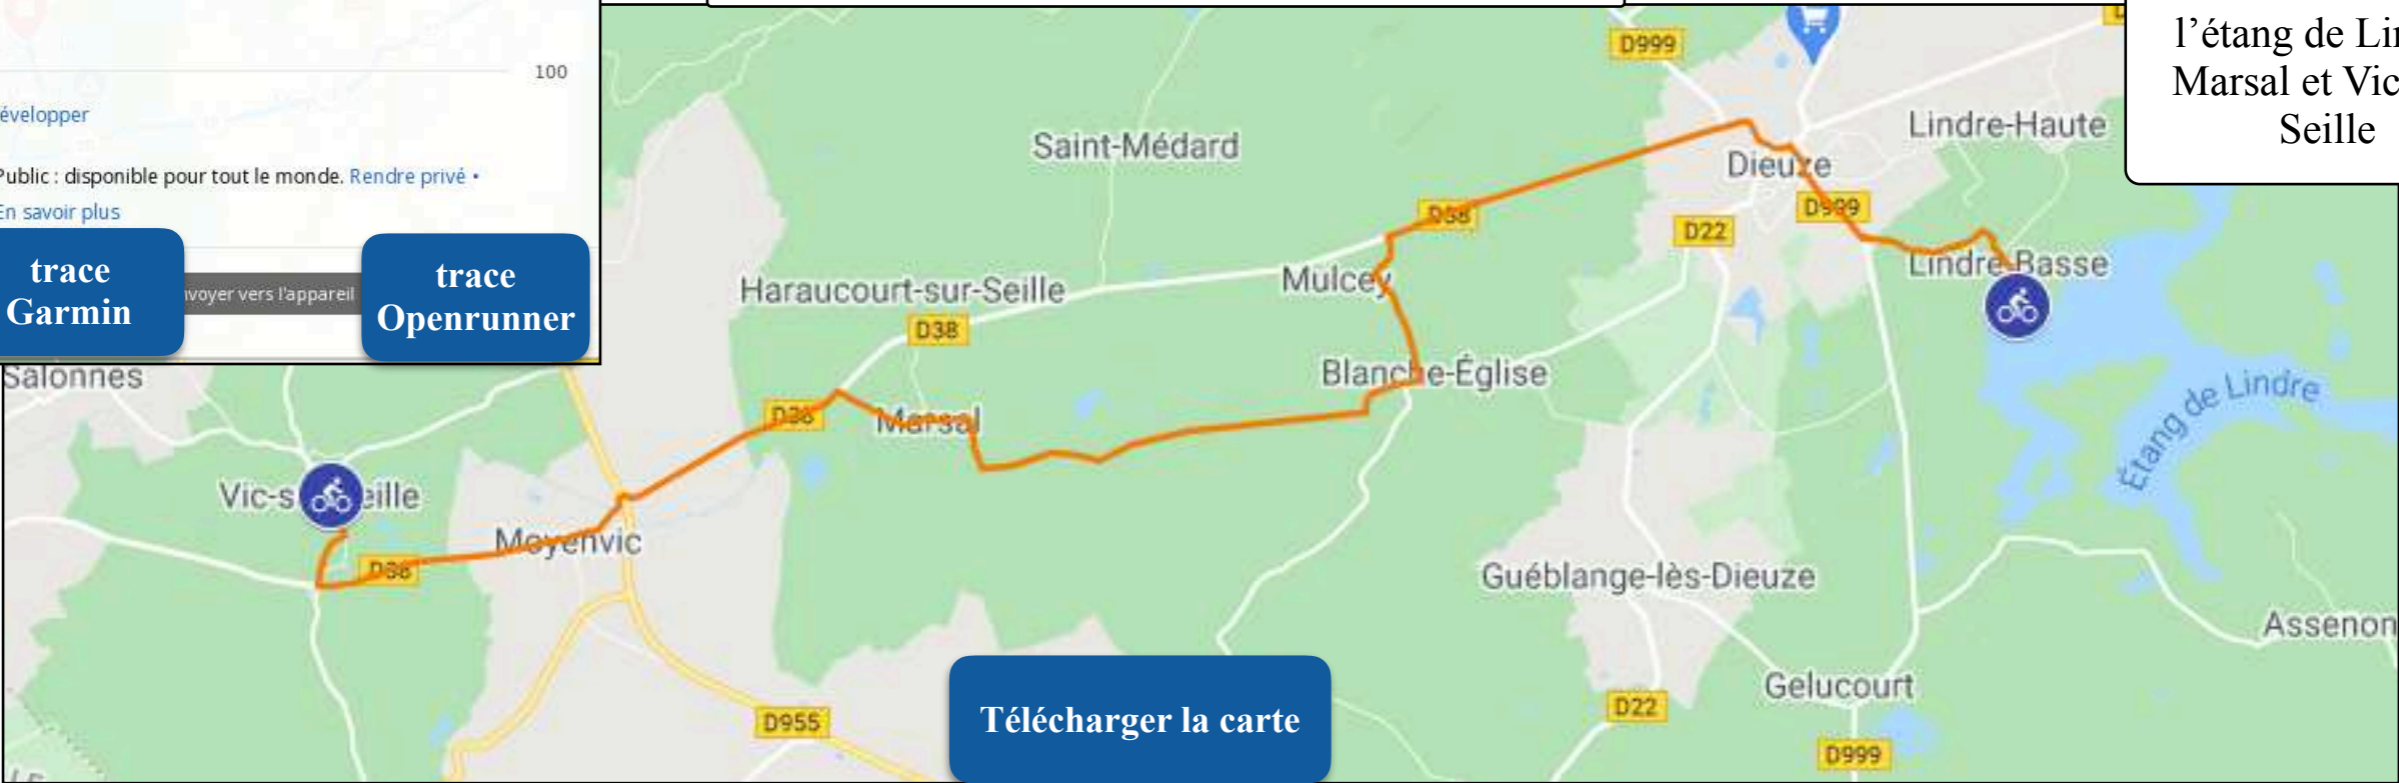 100
évelopper
Public : disponible pour tout le monde. Rendre privé •
En savoir plus
trace
Garmin
nvoyer vers l'appareil
trace
Openrunner
l'étang de Lin
Marsal et Vic
Seille
D999
Saint-Médard
Lindre-Haute
Dieuze
D38
D999
D22
Haraucourt-sur-Seille
Mulcey
Lindre-Basse
D38
Salonnes
Blanche-Église
Étang de Lindre
D38
Marsal
Vic-s eille
Moyenvic
D38
Guéblange-lès-Dieuze
Assenon
Gelucourt
D22
D955
Télécharger la carte
D999